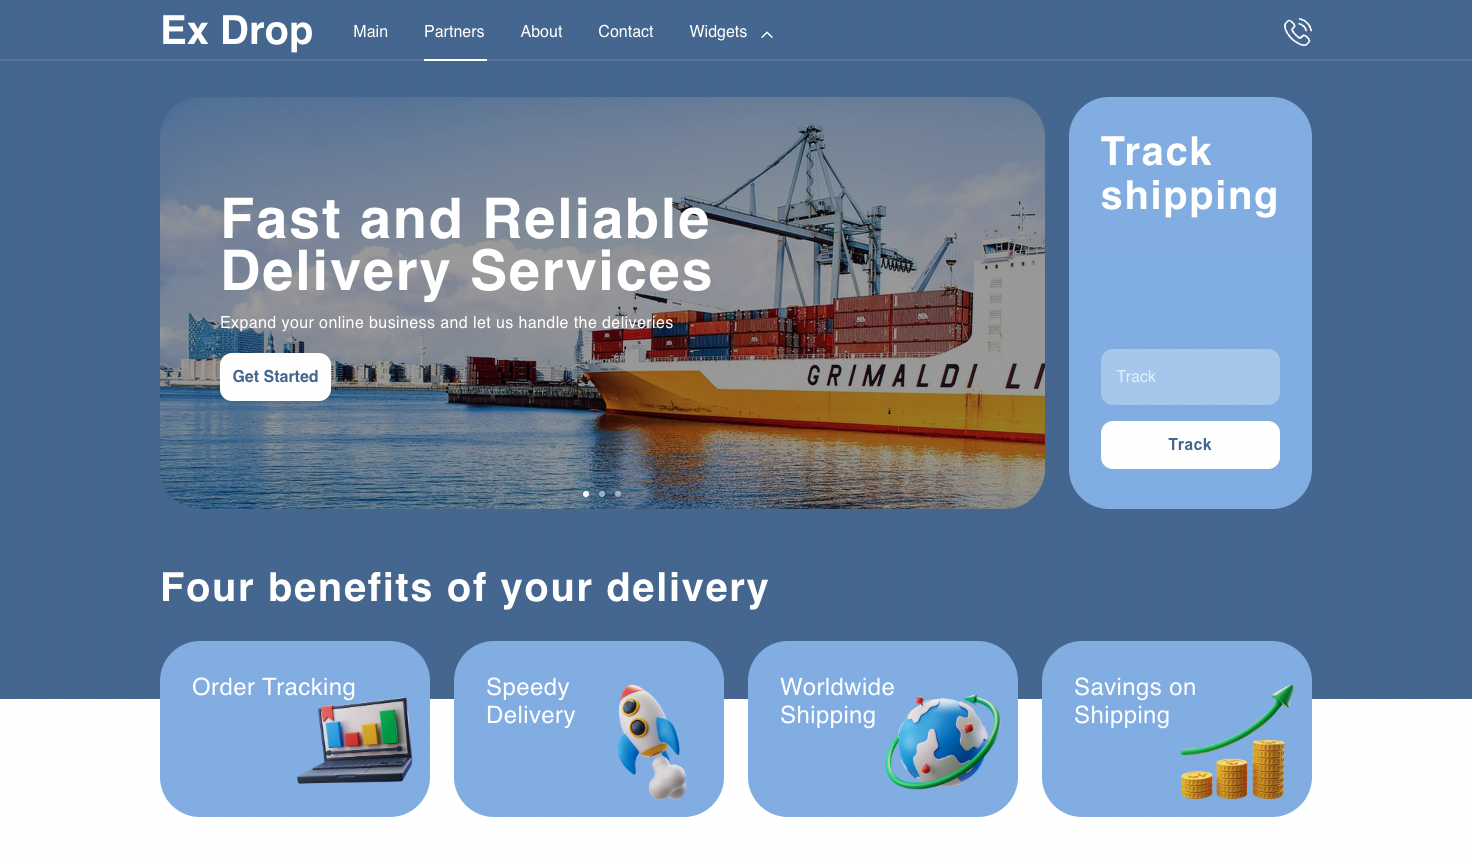 Ex Drop
Main
Partners
About
Contact
Widgets
Fast and Reliable
Delivery Services
Expand your online business and let us handle the deliveries
Get Started
GRIMALDI LI
Track
shipping
Track
Track
Four benefits of your delivery
Order Tracking
Speedy
Delivery
Worldwide
Shipping
Savings on
Shipping